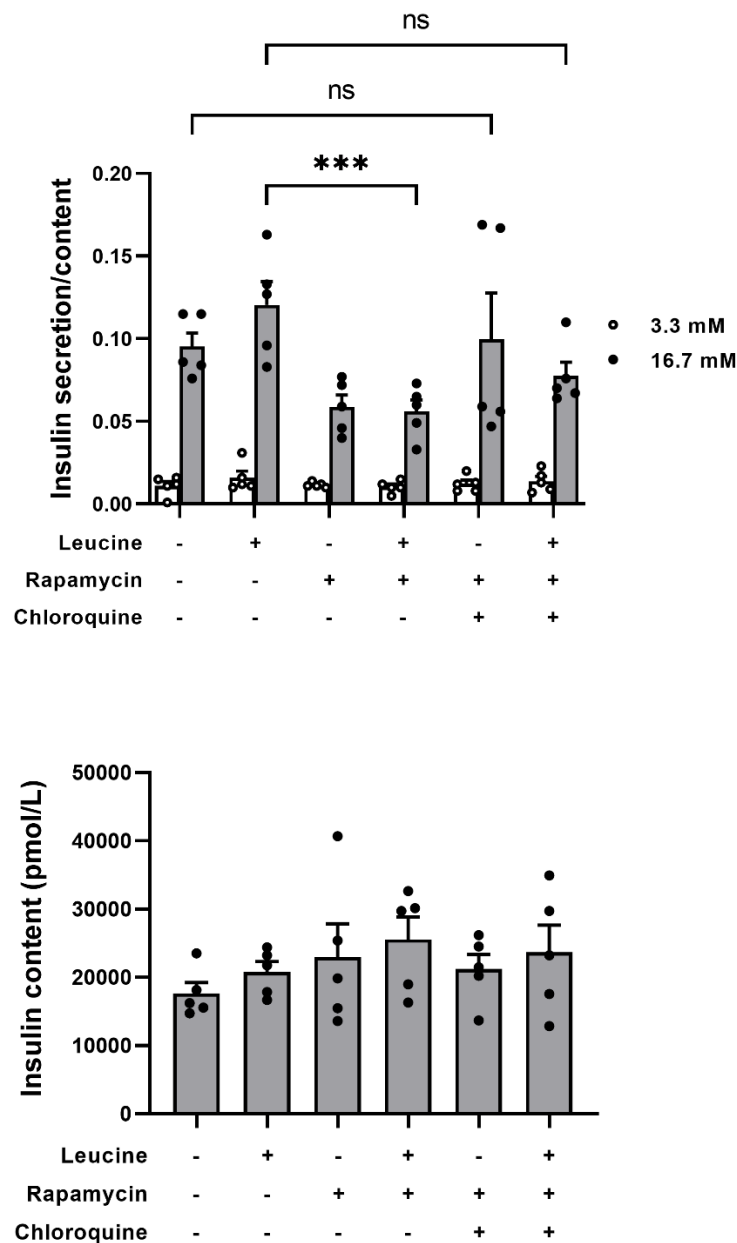 ns
ns
***
Insulin secretion/content
0.20
0.15
0.10
0.05
0.00
3.3 mM
16.7 mM
Leucine - + - + - +
Rapamycin - - + + + +
Chloroquine - - - - + +
Insulin content (pmol/L)
50000
40000
30000
20000
10000
0
Leucine - + - + - +
Rapamycin - - + + + +
Chloroquine - - - - + +